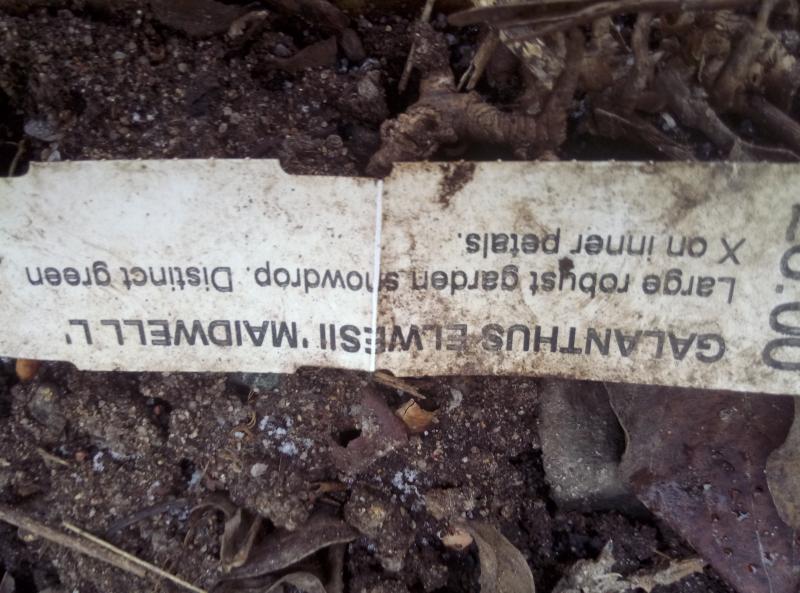 GALANTHUS ELWESII 'MAIDWELL L'
Large robust garden snowdrop. Distinct green
X on inner petals.